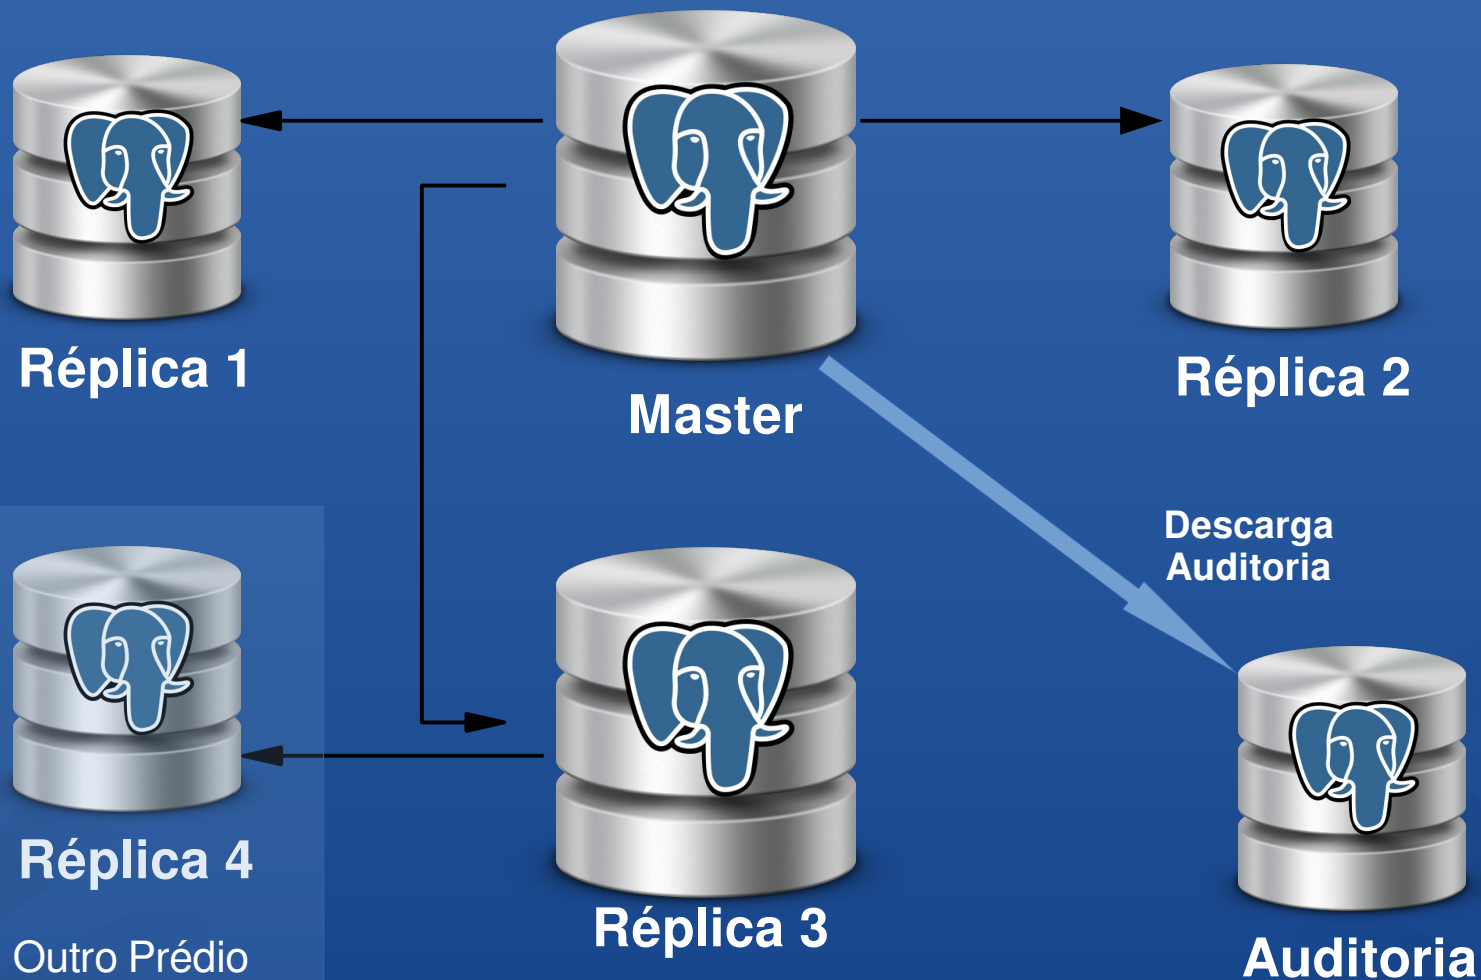 Réplica 1
Master
Réplica 2
Descarga
Auditoria
Réplica 4
Outro Prédio
Réplica 3
Auditoria